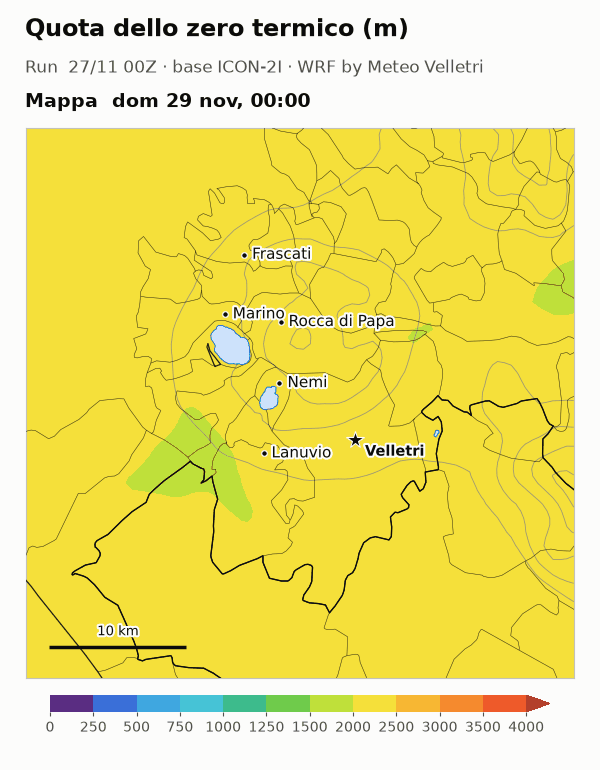 Quota dello zero termico (m)
Run  27/11 00Z · base ICON-2I · WRF by Meteo Velletri
Mappa  dom 29 nov, 00:00
Frascati
Marino
Rocca di Papa
Nemi
Velletri
Lanuvio
10 km
0 250 500 750 1000 1250 1500 2000 2500 3000 3500 4000